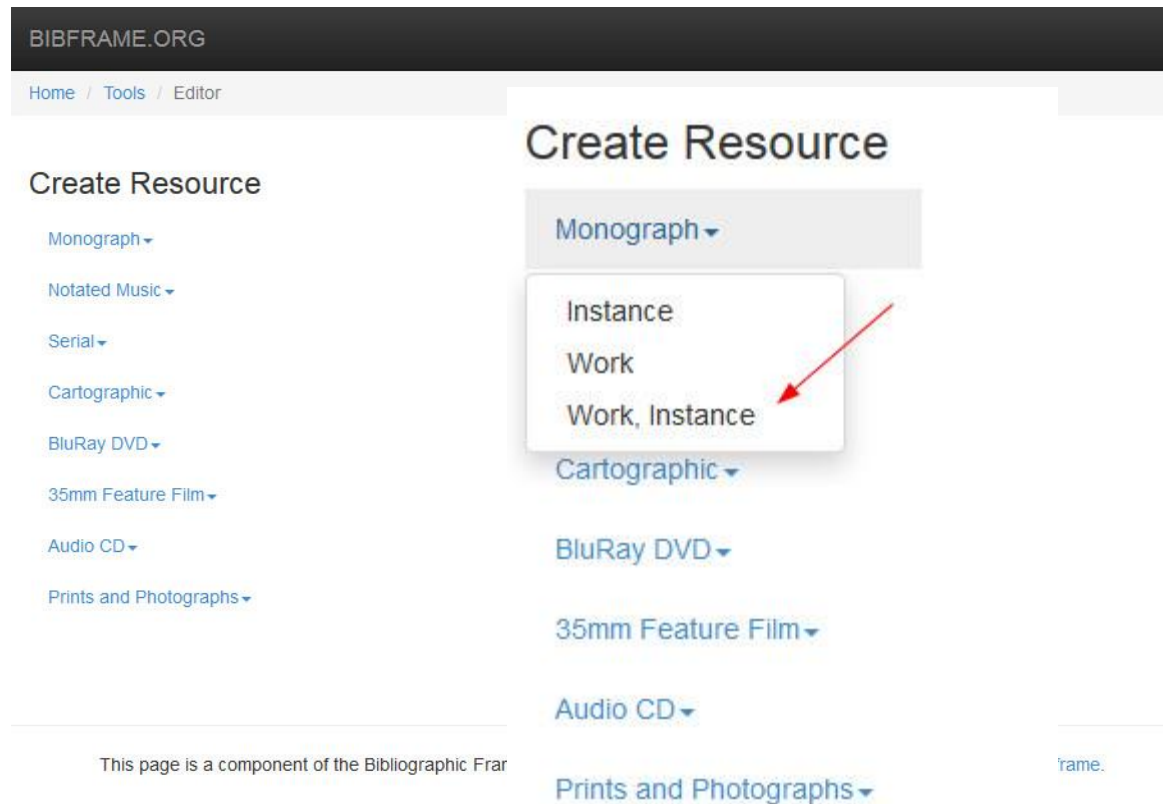 BIBFRAME.ORG
Home / Tools / Editor
Create Resource
Monograph
Notated Music
Serial
Cartographic
BluRay DVD
35mm Feature Film
Audio CD
Prints and Photographs
This page is a component of the Bibliographic
Create Resource
Monograph
Instance
Work
Work, Instance
Cartographic
BluRay DVD
35mm Feature Film
Audio CD
Prints and Photographs